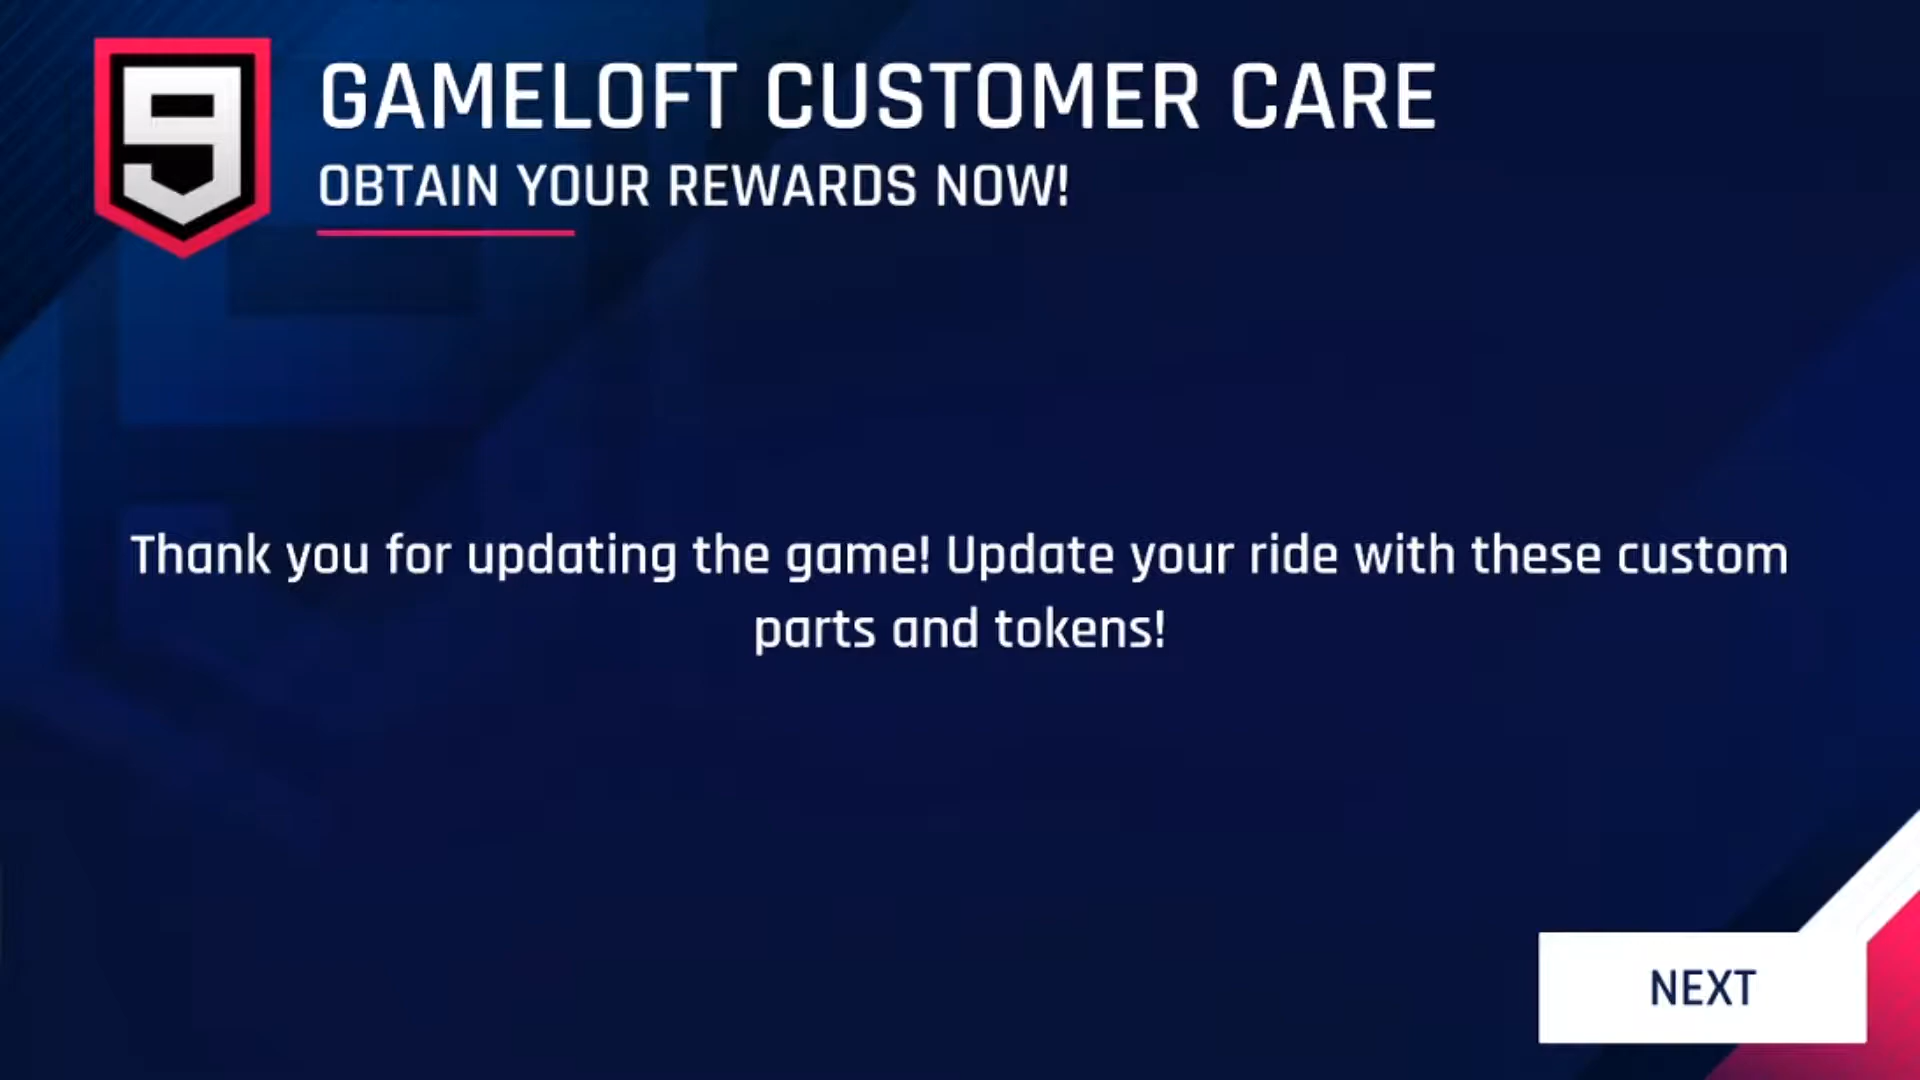 9
GAMELOFT CUSTOMER CARE
OBTAIN YOUR REWARDS NOW!
Thank you for updating the game! Update your ride with these custom
parts and tokens!
NEXT